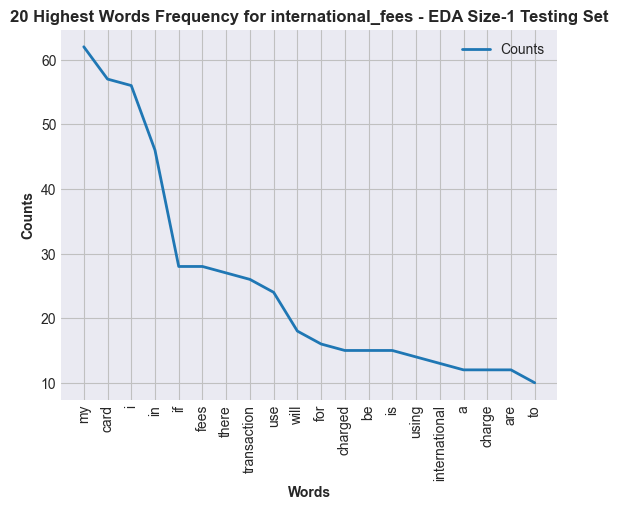 20 Highest Words Frequency for international_fees - EDA Size-1 Testing Set
Counts
60
50
40
30
20
10
Counts
my
card
i
in
if
fees
there
transaction
use
will
for
charged
be
is
using
international
a
charge
are
to
Words